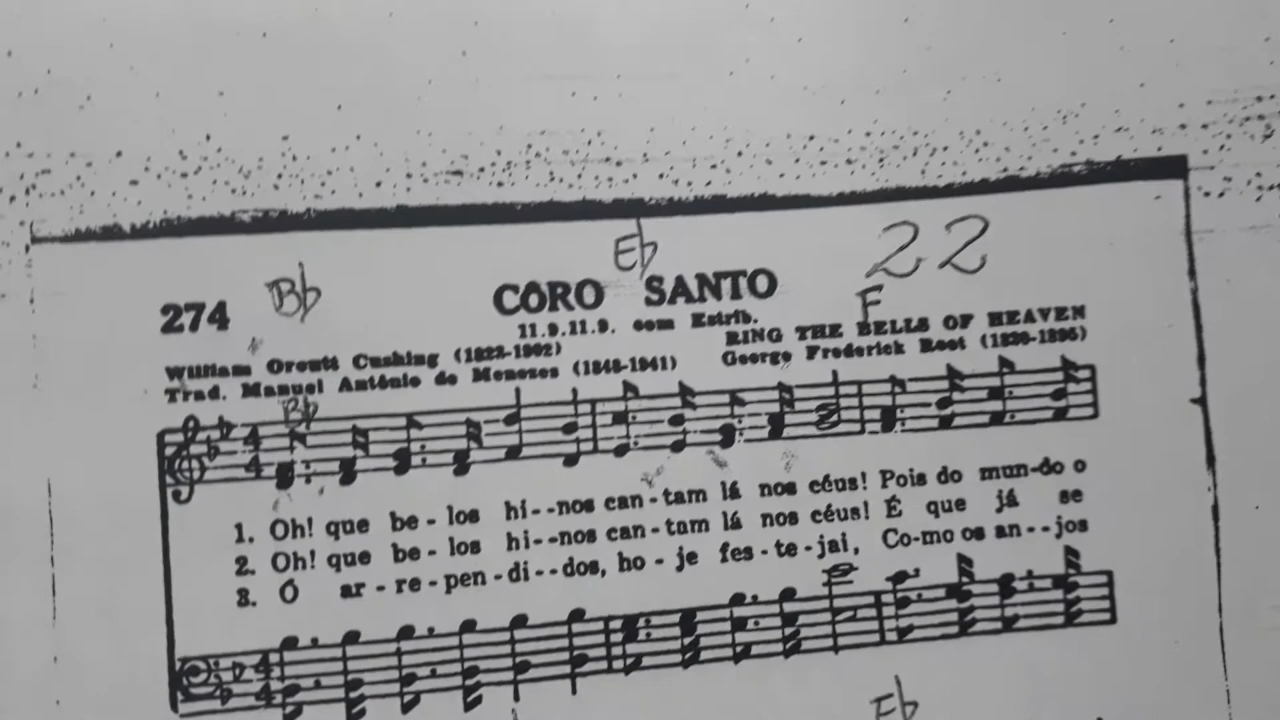 Eb 22
Bb CORO SANTO F
274 11.9.11.9. com Estrib. RING THE BELLS OF HEAVEN
William Orcutt Cushing (1823-1902) George Frederick Root (1820-1895)
Trad. Manuel Antônio de Menezes (1848-1941)
Bb
4
4
1. Oh! que be - los hi--nos can - tam lá nos céus! Pois do mun-do o
2. Oh! que be - los hi--nos can - tam lá nos céus! É que já se
3. Ó ar - re - pen - di--dos, ho - je fes - te - jai, Co-mo os an--jos
4
4
Eb